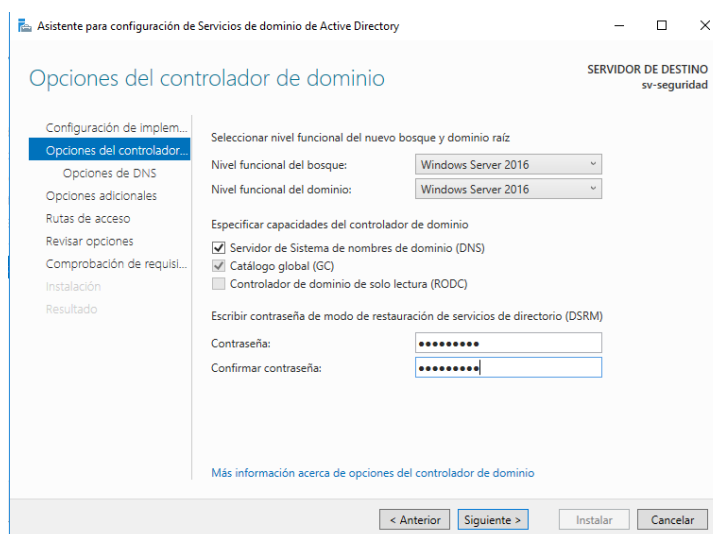 Asistente para configuración de Servicios de dominio de Active Directory
Opciones del controlador de dominio
SERVIDOR DE DESTINO
sv-seguridad
Configuración de implem...
Opciones del controlador...
Opciones de DNS
Opciones adicionales
Rutas de acceso
Revisar opciones
Comprobación de requisi...
Instalación
Resultado
Seleccionar nivel funcional del nuevo bosque y dominio raíz
Nivel funcional del bosque: Windows Server 2016
Nivel funcional del dominio: Windows Server 2016
Especificar capacidades del controlador de dominio
Servidor de Sistema de nombres de dominio (DNS)
Catálogo global (GC)
Controlador de dominio de solo lectura (RODC)
Escribir contraseña de modo de restauración de servicios de directorio (DSRM)
Contraseña: •••••••••
Confirmar contraseña: •••••••••
Más información acerca de opciones del controlador de dominio
< Anterior Siguiente > Instalar Cancelar